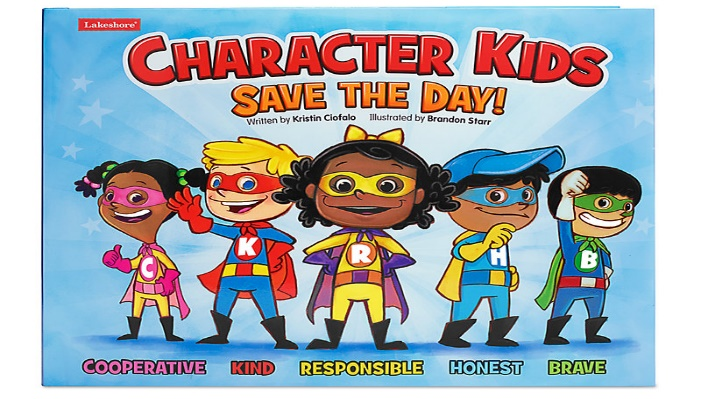 Lakeshore®
CHARACTER KIDS
SAVE THE DAY!
Written by Kristin Ciofalo Illustrated by Brandon Starr
C K R H B
COOPERATIVE KIND RESPONSIBLE HONEST BRAVE